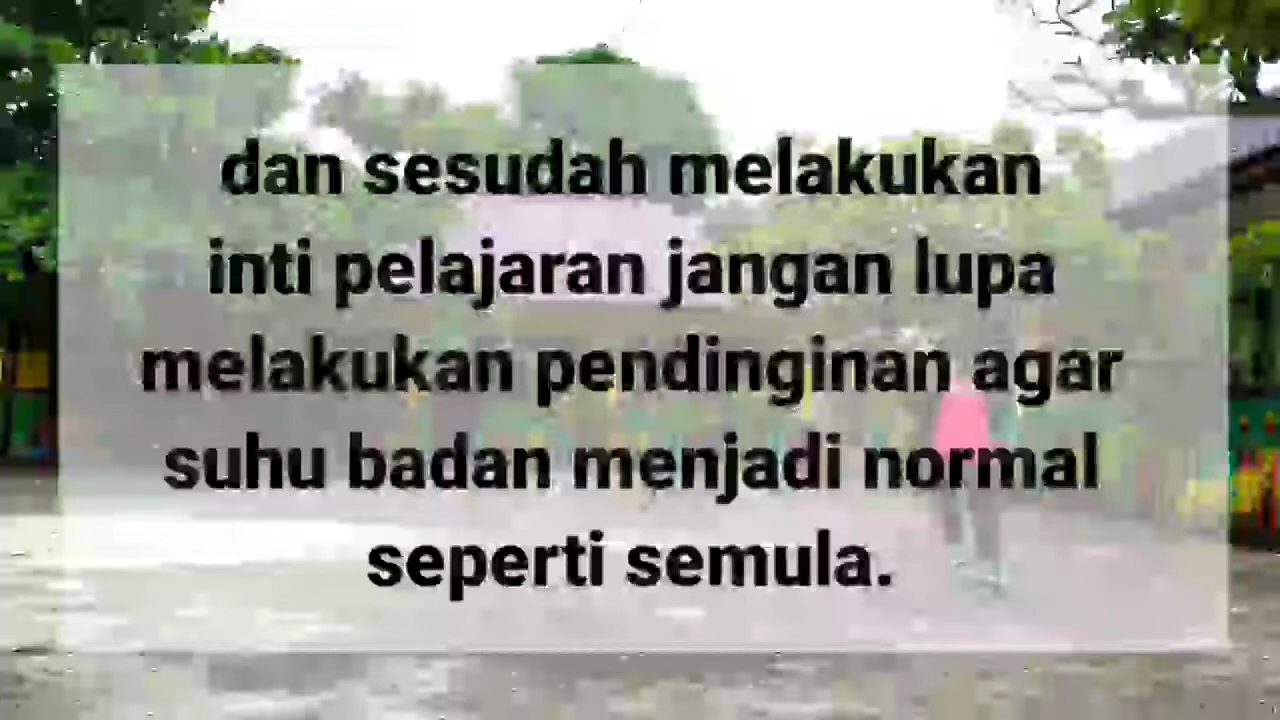 dan sesudah melakukan
inti pelajaran jangan lupa
melakukan pendinginan agar
suhu badan menjadi normal
seperti semula.